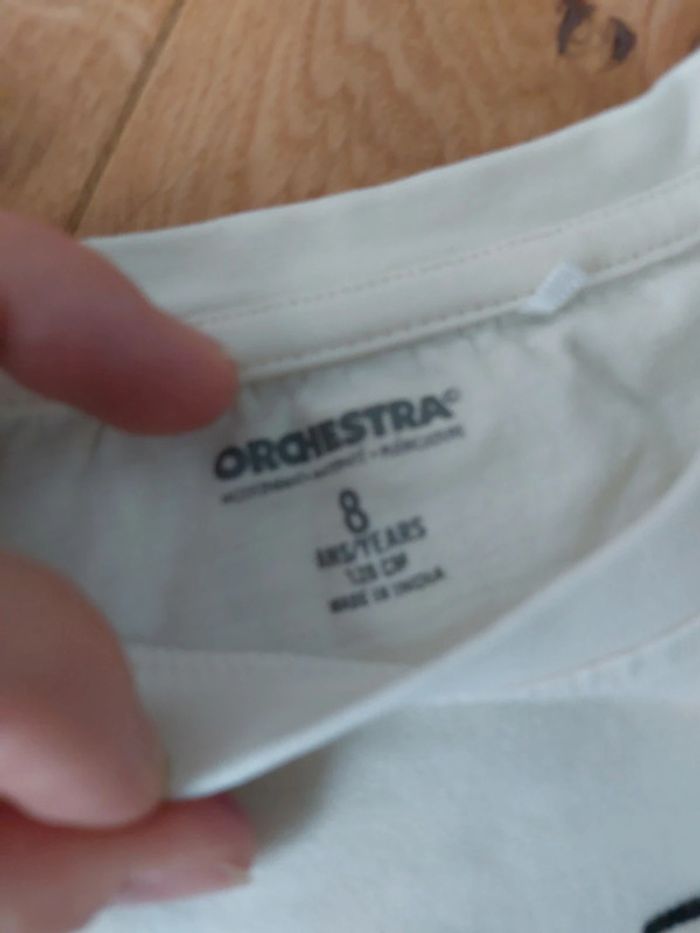 ORCHESTRA
8
ANS/YEARS
128 CM
MADE IN INDIA